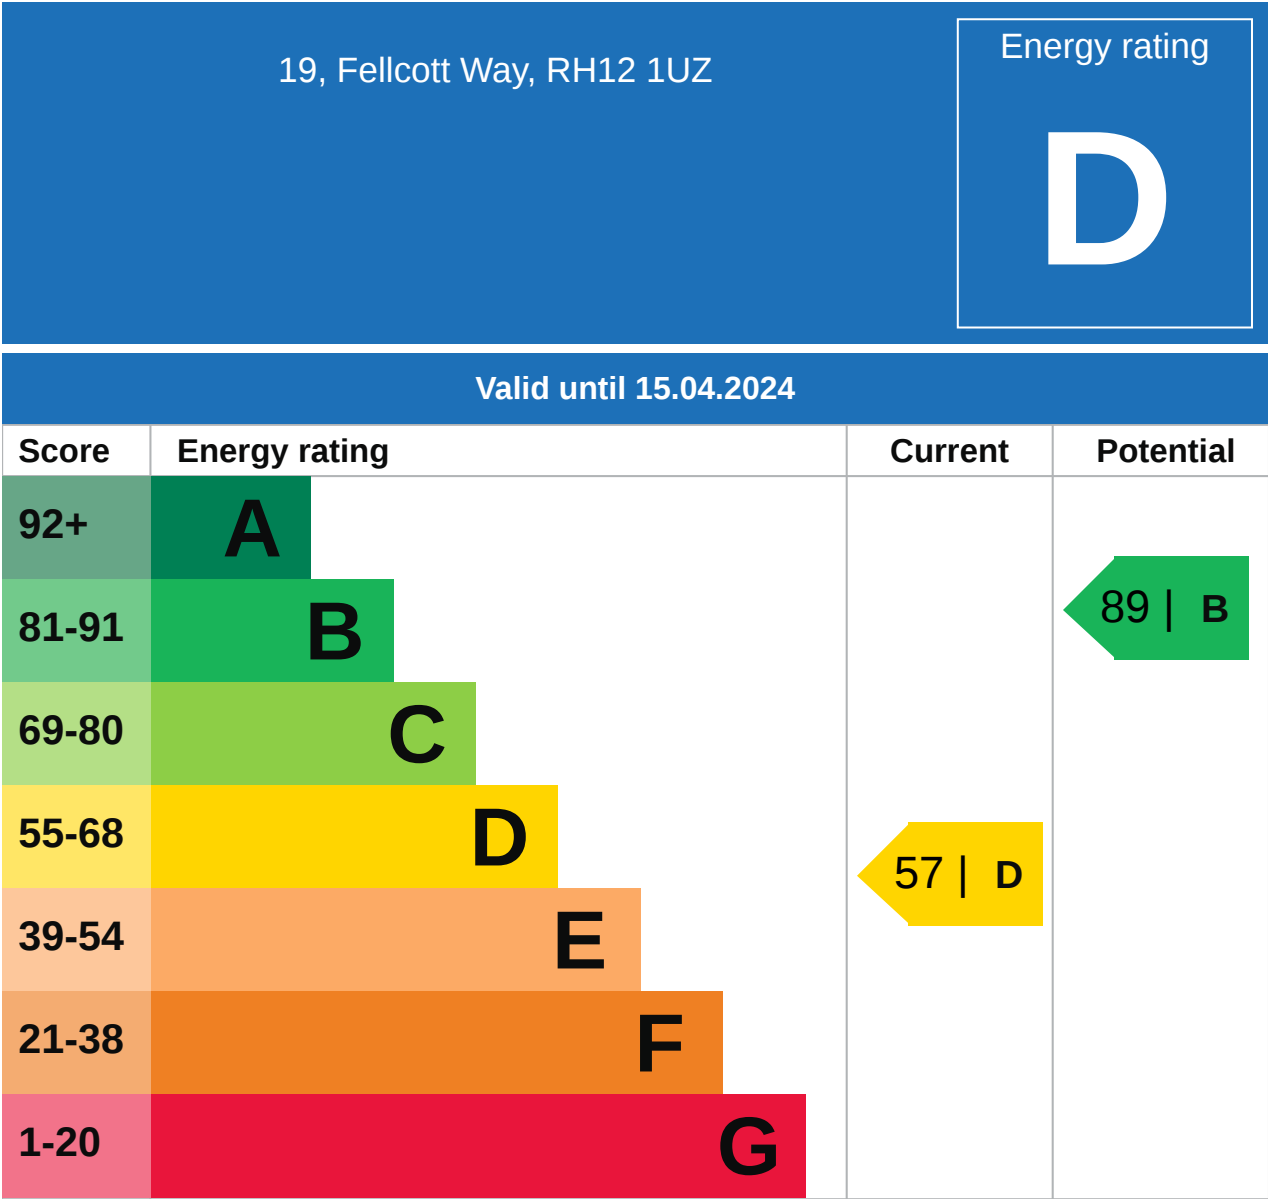 19, Fellcott Way, RH12 1UZ
Energy rating
D
Valid until 15.04.2024
Score Energy rating Current Potential
92+ A
81-91 B
89 | B
69-80 C
55-68 D
57 | D
39-54 E
21-38 F
1-20 G